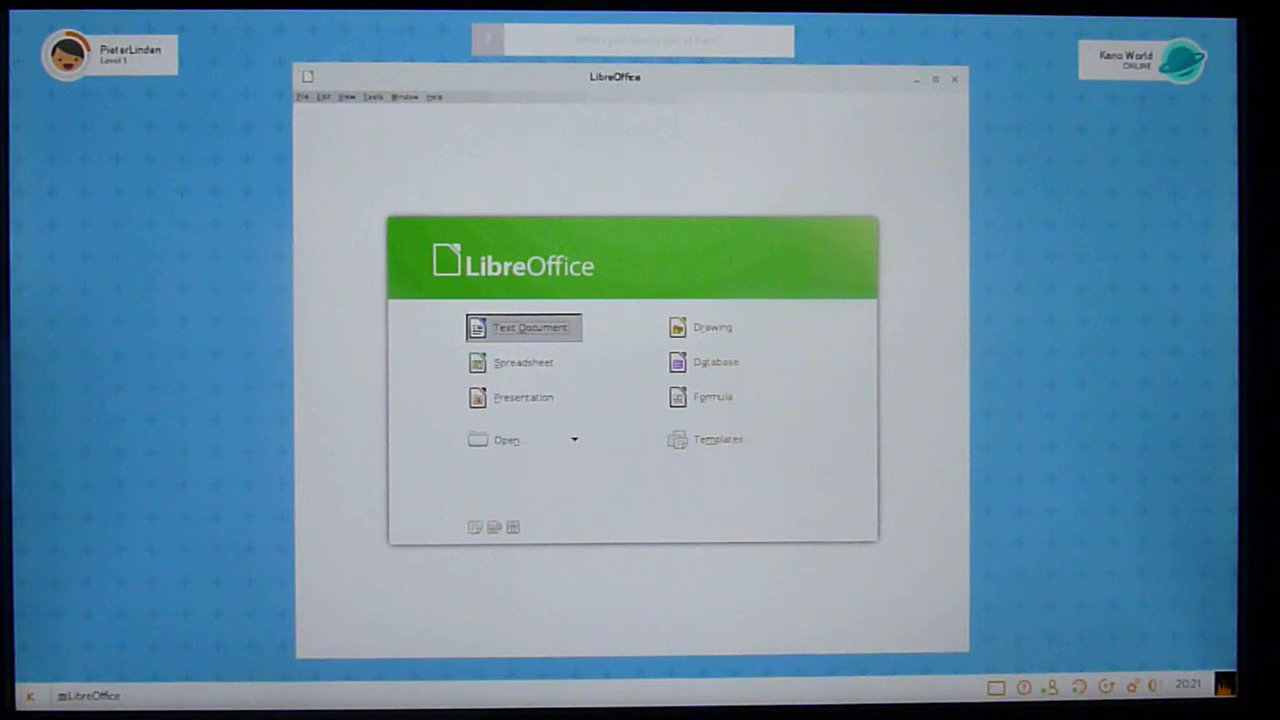 PieterLinden
Level 1
?
Kano World
ONLINE
LibreOffice
File Edit View Tools Window Help
LibreOffice
Text Document
Drawing
Spreadsheet
Database
Presentation
Formula
Open
Templates
K
LibreOffice
20:21